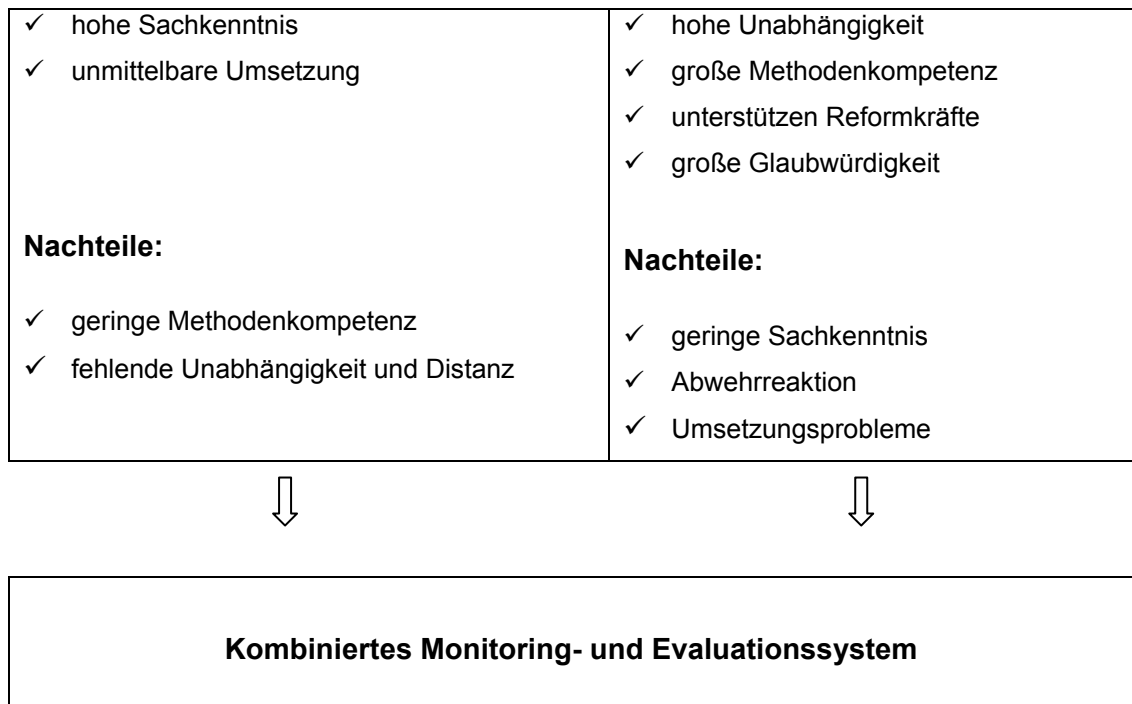 ✓ hohe Sachkenntnis
✓ unmittelbare Umsetzung
Nachteile:
✓ geringe Methodenkompetenz
✓ fehlende Unabhängigkeit und Distanz
✓ hohe Unabhängigkeit
✓ große Methodenkompetenz
✓ unterstützen Reformkräfte
✓ große Glaubwürdigkeit
Nachteile:
✓ geringe Sachkenntnis
✓ Abwehrreaktion
✓ Umsetzungsprobleme
Kombiniertes Monitoring- und Evaluationssystem